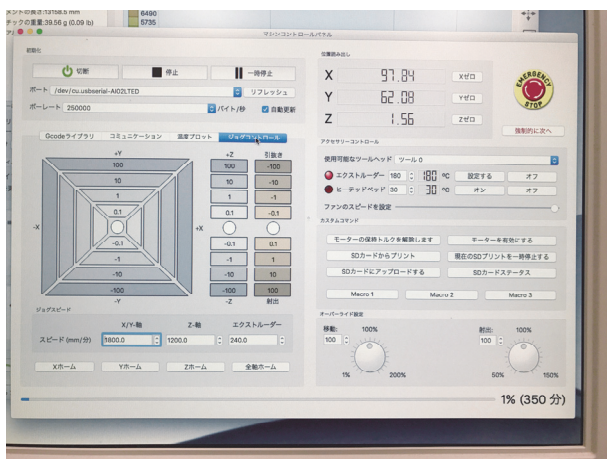 ントの長さ:13158.5 mm
チックの重量:39.56 g (0.09 lb)
6490
6735
マシンコントロールパネル
初期化
切断
停止
一時停止
ポート /dev/cu.usbserial-AI02LTED
リフレッシュ
ボーレート 250000
バイト/秒
自動更新
Gcodeライブラリ
コミュニケーション
温度プロット
ジョグコントロール
+Y
+Z
引抜き
100
100
-100
10
10
-10
1
1
-1
0.1
0.1
-0.1
-X
+X
-0.1
-0.1
0.1
-1
-1
1
-10
-10
10
-100
-100
100
-Y
-Z
射出
ジョグスピード
X/Y-軸
Z-軸
エクストルーダー
スピード (mm/分)
1800.0
1200.0
240.0
Xホーム
Yホーム
Zホーム
全軸ホーム
位置読み出し
X
97.84
Xゼロ
Y
62.08
Yゼロ
Z
1.56
Zゼロ
EMERGENCY
STOP
強制的に次へ
アクセサリーコントロール
使用可能なツールヘッド ツール 0
エクストルーダー 180 180 ℃ 設定する オフ
ヒーテッドベッド 30 30 ℃ オン オフ
ファンのスピードを設定
カスタムコマンド
モーターの保持トルクを解除します
モーターを有効にする
SDカードからプリント
現在のSDプリントを一時停止する
SDカードにアップロードする
SDカードステータス
Macro 1
Macro 2
Macro 3
オーバーライド設定
移動:
100%
100
1%
200%
射出:
100%
100
50%
150%
1% (350 分)